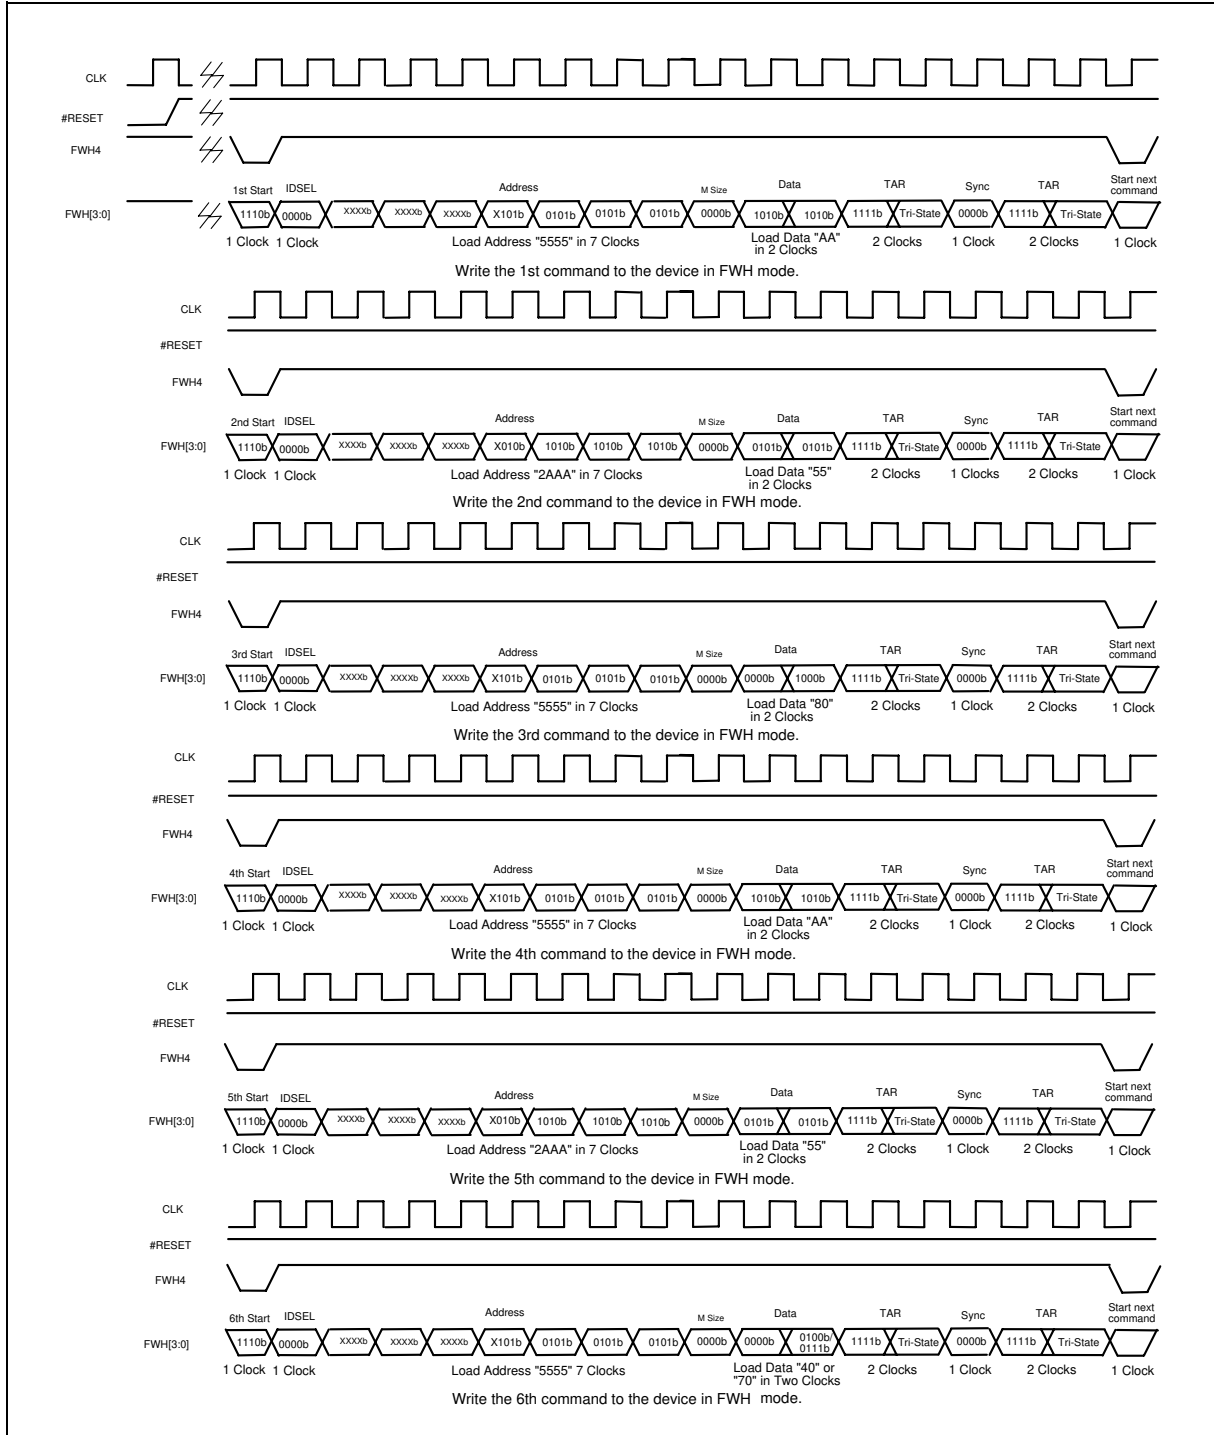 CLK
#RESET
FWH4
1st Start IDSEL Address M Size Data TAR Sync TAR Start next command
FWH[3:0] 1110b 0000b XXXXb XXXXb XXXXb X101b 0101b 0101b 0101b 0000b 1010b 1010b 1111b Tri-State 0000b 1111b Tri-State
1 Clock 1 Clock Load Address "5555" in 7 Clocks Load Data "AA" in 2 Clocks 2 Clocks 1 Clock 2 Clocks 1 Clock
Write the 1st command to the device in FWH mode.
CLK
#RESET
FWH4
2nd Start IDSEL Address M Size Data TAR Sync TAR Start next command
FWH[3:0] 1110b 0000b XXXXb XXXXb XXXXb X010b 1010b 1010b 1010b 0000b 0101b 0101b 1111b Tri-State 0000b 1111b Tri-State
1 Clock 1 Clock Load Address "2AAA" in 7 Clocks Load Data "55" in 2 Clocks 2 Clocks 1 Clocks 2 Clocks 1 Clock
Write the 2nd command to the device in FWH mode.
CLK
#RESET
FWH4
3rd Start IDSEL Address M Size Data TAR Sync TAR Start next command
FWH[3:0] 1110b 0000b XXXXb XXXXb XXXXb X101b 0101b 0101b 0101b 0000b 0000b 1000b 1111b Tri-State 0000b 1111b Tri-State
1 Clock 1 Clock Load Address "5555" in 7 Clocks Load Data "80" in 2 Clocks 2 Clocks 1 Clock 2 Clocks 1 Clock
Write the 3rd command to the device in FWH mode.
CLK
#RESET
FWH4
4th Start IDSEL Address M Size Data TAR Sync TAR Start next command
FWH[3:0] 1110b 0000b XXXXb XXXXb XXXXb X101b 0101b 0101b 0101b 0000b 1010b 1010b 1111b Tri-State 0000b 1111b Tri-State
1 Clock 1 Clock Load Address "5555" in 7 Clocks Load Data "AA" in 2 Clocks 2 Clocks 1 Clock 2 Clocks 1 Clock
Write the 4th command to the device in FWH mode.
CLK
#RESET
FWH4
5th Start IDSEL Address M Size Data TAR Sync TAR Start next command
FWH[3:0] 1110b 0000b XXXXb XXXXb XXXXb X010b 1010b 1010b 1010b 0000b 0101b 0101b 1111b Tri-State 0000b 1111b Tri-State
1 Clock 1 Clock Load Address "2AAA" in 7 Clocks Load Data "55" in 2 Clocks 2 Clocks 1 Clock 2 Clocks 1 Clock
Write the 5th command to the device in FWH mode.
CLK
#RESET
FWH4
6th Start IDSEL Address M Size Data TAR Sync TAR Start next command
FWH[3:0] 1110b 0000b XXXXb XXXXb XXXXb X101b 0101b 0101b 0101b 0000b 0000b 0100b/ 0111b 1111b Tri-State 0000b 1111b Tri-State
1 Clock 1 Clock Load Address "5555" 7 Clocks Load Data "40" or "70" in Two Clocks 2 Clocks 1 Clock 2 Clocks 1 Clock
Write the 6th command to the device in FWH mode.